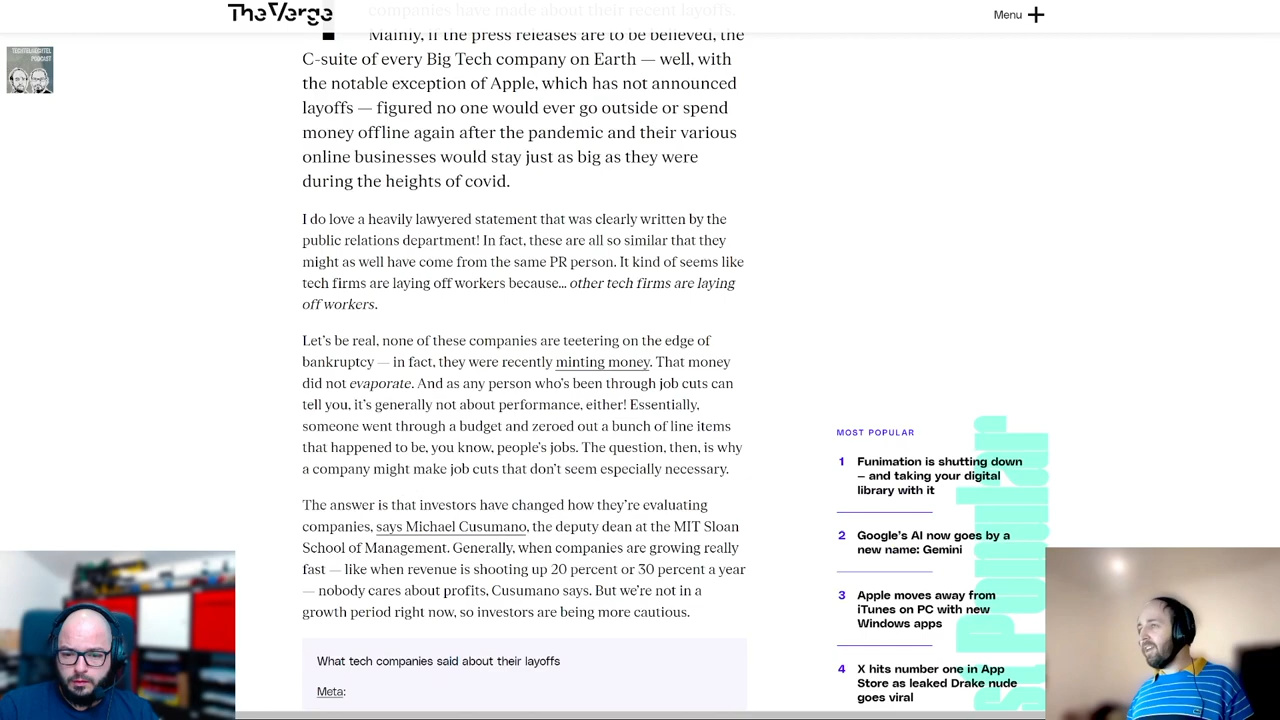 The Verge
Menu
TECHTELMECHTEL
PODCAST
companies have made about their recent layoffs.
Mainly, if the press releases are to be believed, the
C-suite of every Big Tech company on Earth — well, with
the notable exception of Apple, which has not announced
layoffs — figured no one would ever go outside or spend
money offline again after the pandemic and their various
online businesses would stay just as big as they were
during the heights of covid.
I do love a heavily lawyered statement that was clearly written by the
public relations department! In fact, these are all so similar that they
might as well have come from the same PR person. It kind of seems like
tech firms are laying off workers because... other tech firms are laying
off workers.
Let's be real, none of these companies are teetering on the edge of
bankruptcy — in fact, they were recently minting money. That money
did not evaporate. And as any person who's been through job cuts can
tell you, it's generally not about performance, either! Essentially,
someone went through a budget and zeroed out a bunch of line items
that happened to be, you know, people's jobs. The question, then, is why
a company might make job cuts that don't seem especially necessary.
The answer is that investors have changed how they're evaluating
companies, says Michael Cusumano, the deputy dean at the MIT Sloan
School of Management. Generally, when companies are growing really
fast — like when revenue is shooting up 20 percent or 30 percent a year
— nobody cares about profits, Cusumano says. But we're not in a
growth period right now, so investors are being more cautious.
What tech companies said about their layoffs
Meta:
MOST POPULAR
1 Funimation is shutting down
– and taking your digital
library with it
2 Google's AI now goes by a
new name: Gemini
3 Apple moves away from
iTunes on PC with new
Windows apps
4 X hits number one in App
Store as leaked Drake nude
goes viral